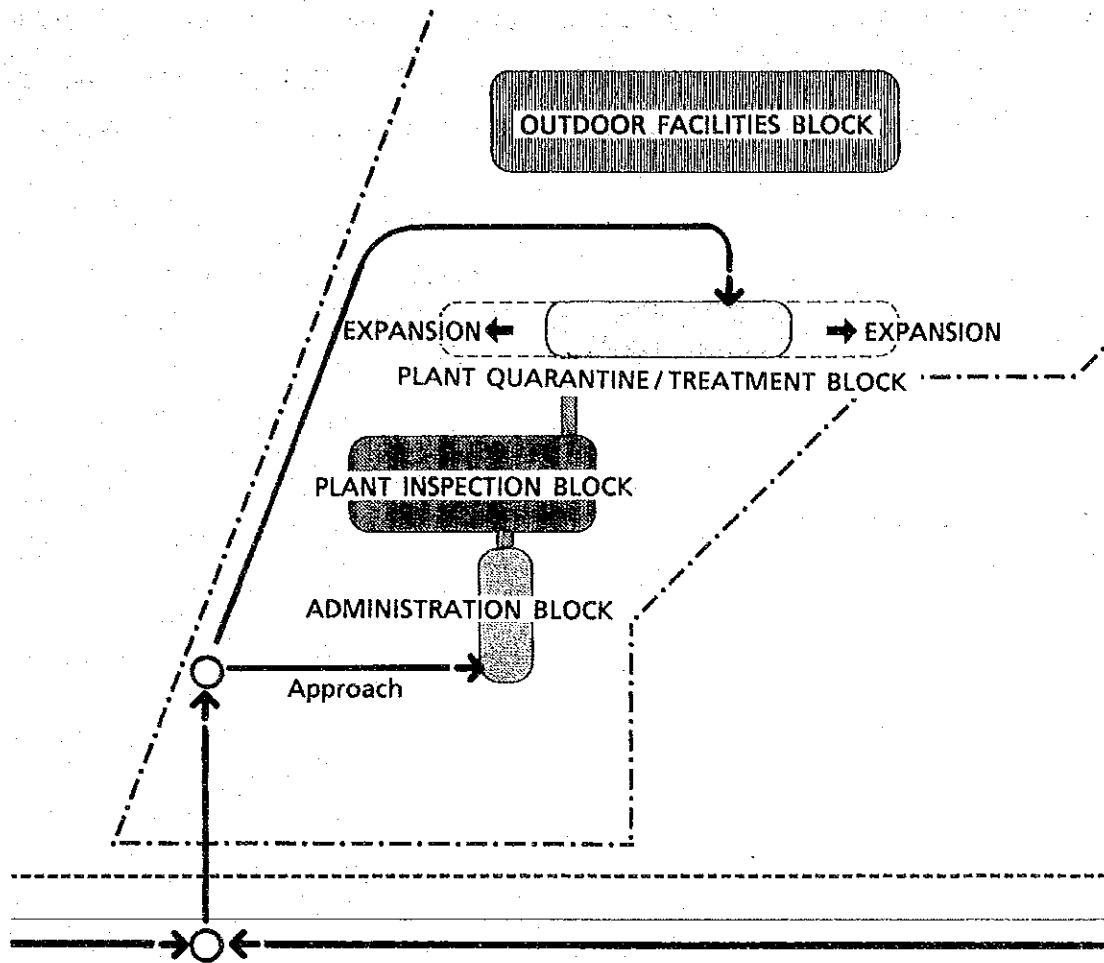 OUTDOOR FACILITIES BLOCK
EXPANSION
EXPANSION
PLANT QUARANTINE/TREATMENT BLOCK
PLANT INSPECTION BLOCK
ADMINISTRATION BLOCK
Approach